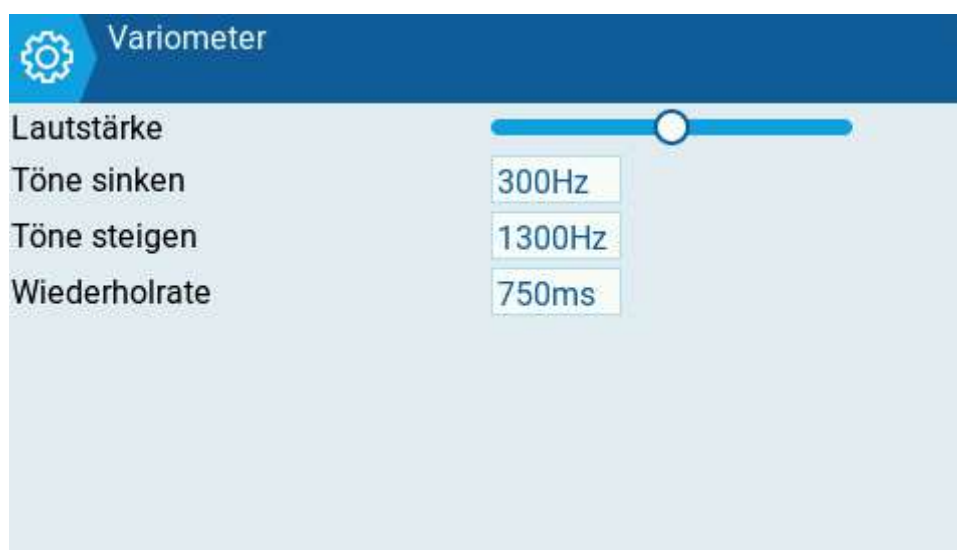 Variometer
Lautstärke
Töne sinken 300Hz
Töne steigen 1300Hz
Wiederholrate 750ms